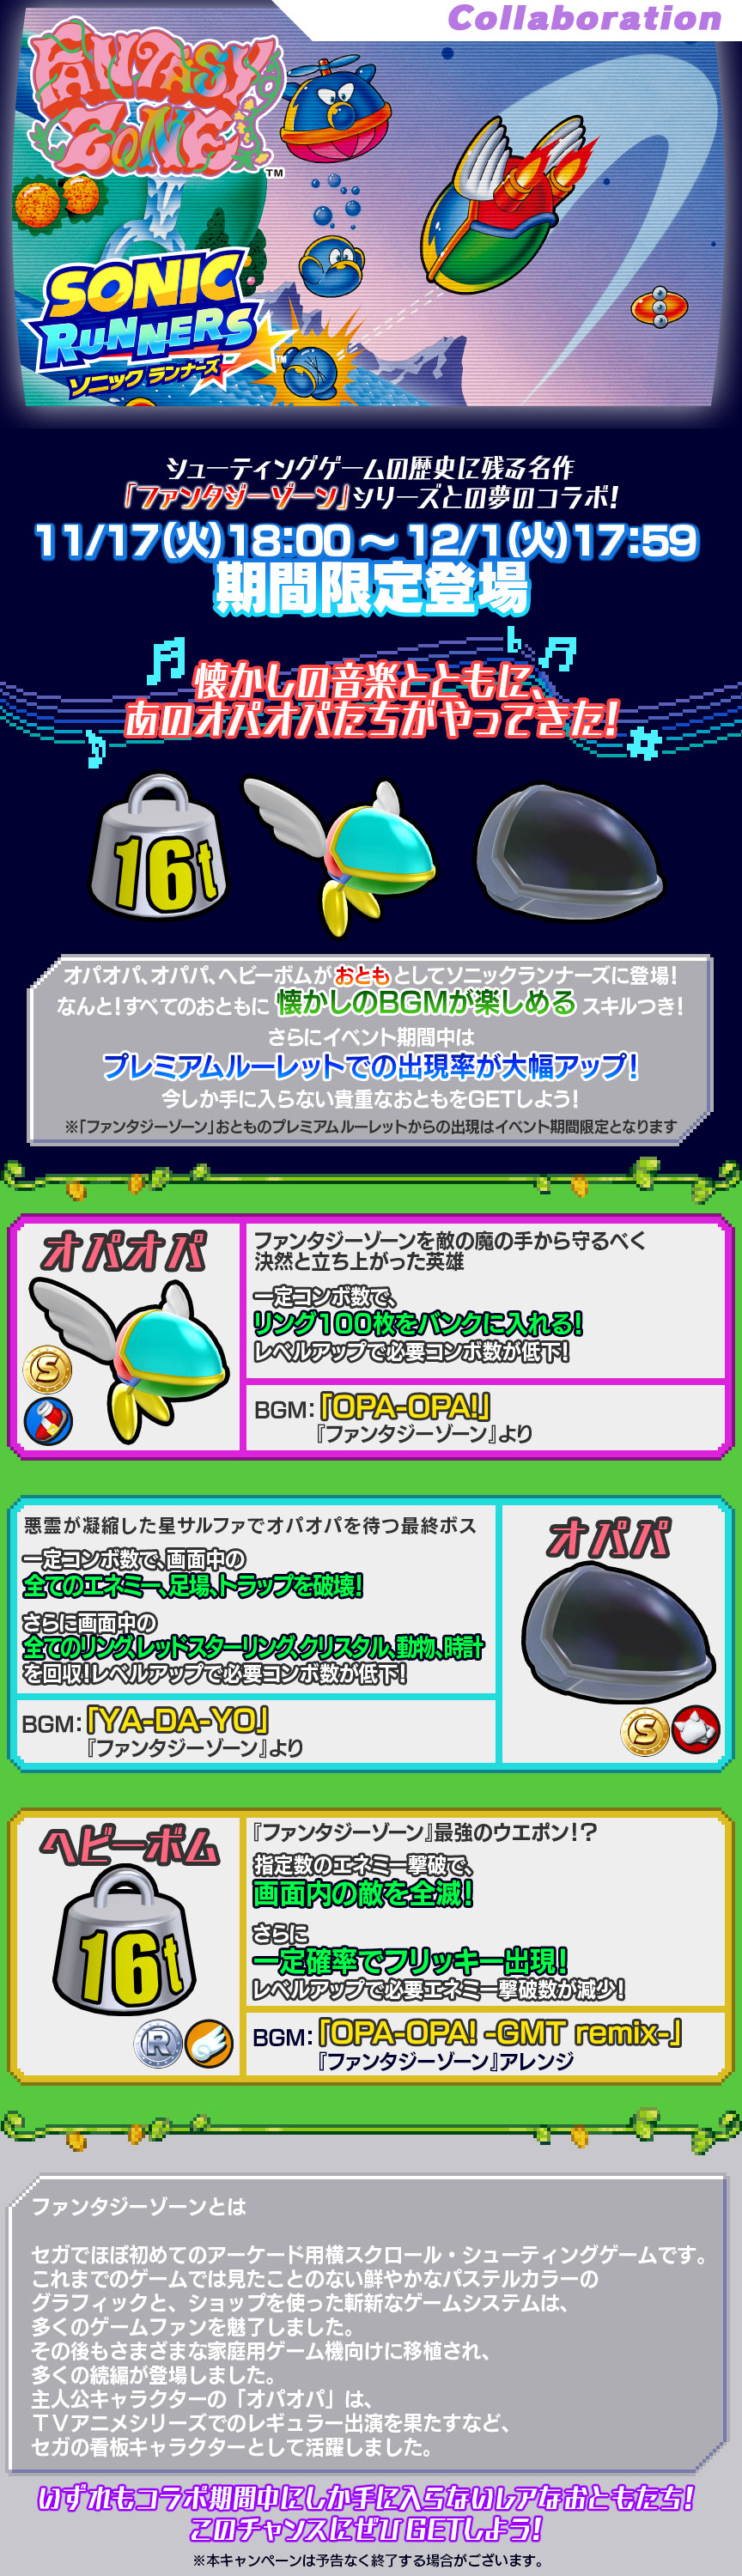 Collaboration
FANTASY
ZONE
TM
SONIC
RUNNERS
TM
ソニック ランナーズ
シューティングゲームの歴史に残る名作
「ファンタジーゾーン」シリーズとの夢のコラボ!
11/17(火)18:00 ~ 12/1(火)17:59
期間限定登場
懐かしの音楽とともに、
あのオパオパたちがやってきた!
16t
オパオパ、オパパ、ヘビーボムがおともとしてソニックランナーズに登場!
なんと!すべてのおともに 懐かしのBGMが楽しめる スキルつき!
さらにイベント期間中は
プレミアムルーレットでの出現率が大幅アップ!
今しか手に入らない貴重なおともをGETしよう!
※「ファンタジーゾーン」おとものプレミアムルーレットからの出現はイベント期間限定となります
オパオパ
S
ファンタジーゾーンを敵の魔の手から守るべく
決然と立ち上がった英雄
一定コンボ数で、
リング100枚をバンクに入れる!
レベルアップで必要コンボ数が低下!
BGM:「OPA-OPA!」
『ファンタジーゾーン』より
悪霊が凝縮した星サルファでオパオパを待つ最終ボス
一定コンボ数で、画面中の
全てのエネミー、足場、トラップを破壊!
さらに画面中の
全てのリング、レッドスターリング、クリスタル、動物、時計
を回収!レベルアップで必要コンボ数が低下!
BGM:「YA-DA-YO」
『ファンタジーゾーン』より
オパパ
S
ヘビーボム
16t
R
『ファンタジーゾーン』最強のウエポン!?
指定数のエネミー撃破で、
画面内の敵を全滅!
さらに
一定確率でフリッキー出現!
レベルアップで必要エネミー撃破数が減少!
BGM:「OPA-OPA! -GMT remix-」
『ファンタジーゾーン』アレンジ
ファンタジーゾーンとは
セガでほぼ初めてのアーケード用横スクロール・シューティングゲームです。
これまでのゲームでは見たことのない鮮やかなパステルカラーの
グラフィックと、ショップを使った斬新なゲームシステムは、
多くのゲームファンを魅了しました。
その後もさまざまな家庭用ゲーム機向けに移植され、
多くの続編が登場しました。
主人公キャラクターの「オパオパ」は、
ＴＶアニメシリーズでのレギュラー出演を果たすなど、
セガの看板キャラクターとして活躍しました。
いずれもコラボ期間中にしか手に入らないレアなおともたち!
このチャンスにぜひGETしよう!
※本キャンペーンは予告なく終了する場合がございます。